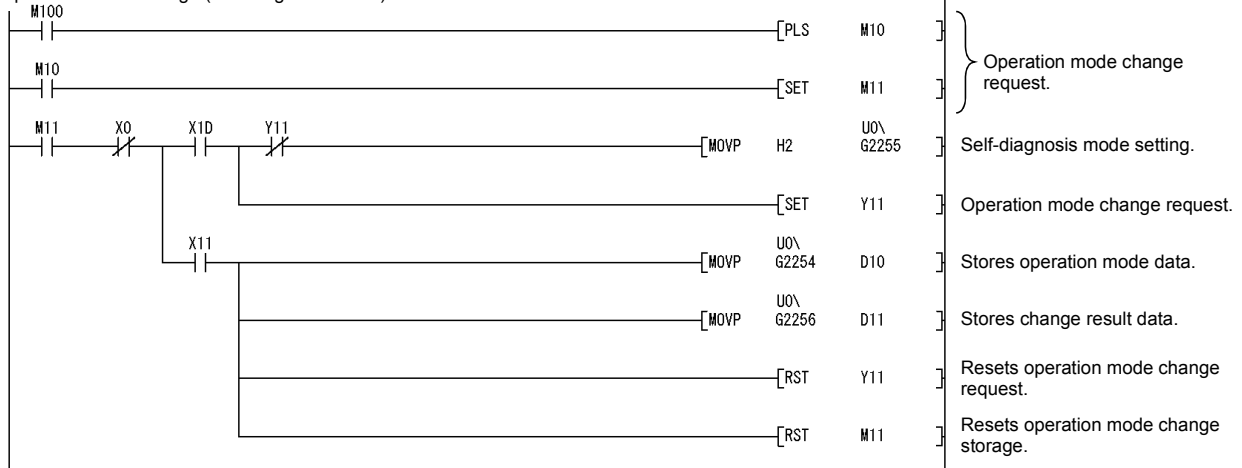 M100
[PLS M10 ]
Operation mode change
request.
M10
[SET M11 ]
M11 X0 X1D Y11
[MOVP H2 U0\
G2255 ]
Self-diagnosis mode setting.
[SET Y11 ]
Operation mode change request.
X11
[MOVP U0\
G2254 D10 ]
Stores operation mode data.
[MOVP U0\
G2256 D11 ]
Stores change result data.
[RST Y11 ]
Resets operation mode change
request.
[RST M11 ]
Resets operation mode change
storage.